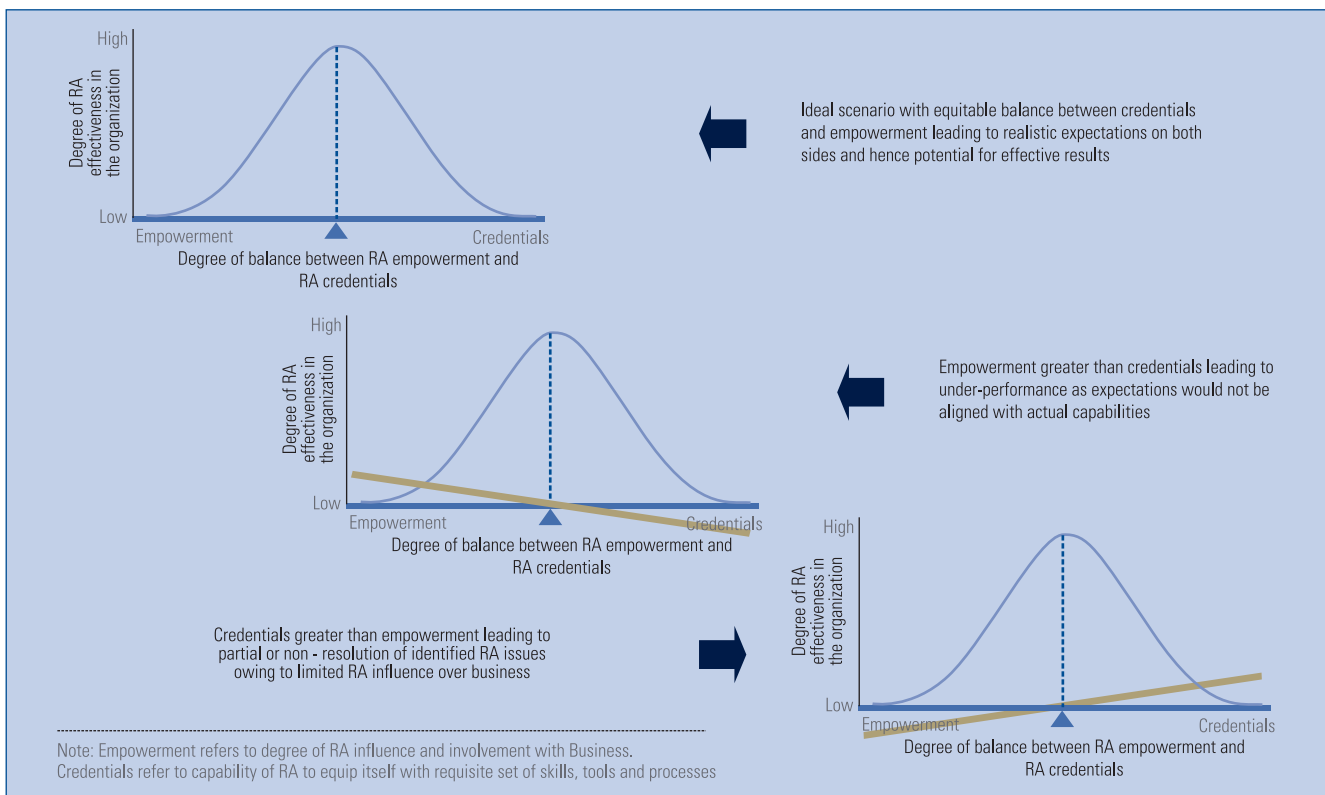 High
Degree of RA
effectiveness in
the organization
Low
Empowerment
Credentials
Degree of balance between RA empowerment and
RA credentials
Ideal scenario with equitable balance between credentials
and empowerment leading to realistic expectations on both
sides and hence potential for effective results
High
Degree of RA
effectiveness in
the organization
Low
Empowerment
Credentials
Degree of balance between RA empowerment and
RA credentials
Empowerment greater than credentials leading to
under-performance as expectations would not be
aligned with actual capabilities
Credentials greater than empowerment leading to
partial or non - resolution of identified RA issues
owing to limited RA influence over business
High
Degree of RA
effectiveness in
the organization
Low
Empowerment
Credentials
Degree of balance between RA empowerment and
RA credentials
Note: Empowerment refers to degree of RA influence and involvement with Business.
Credentials refer to capability of RA to equip itself with requisite set of skills, tools and processes